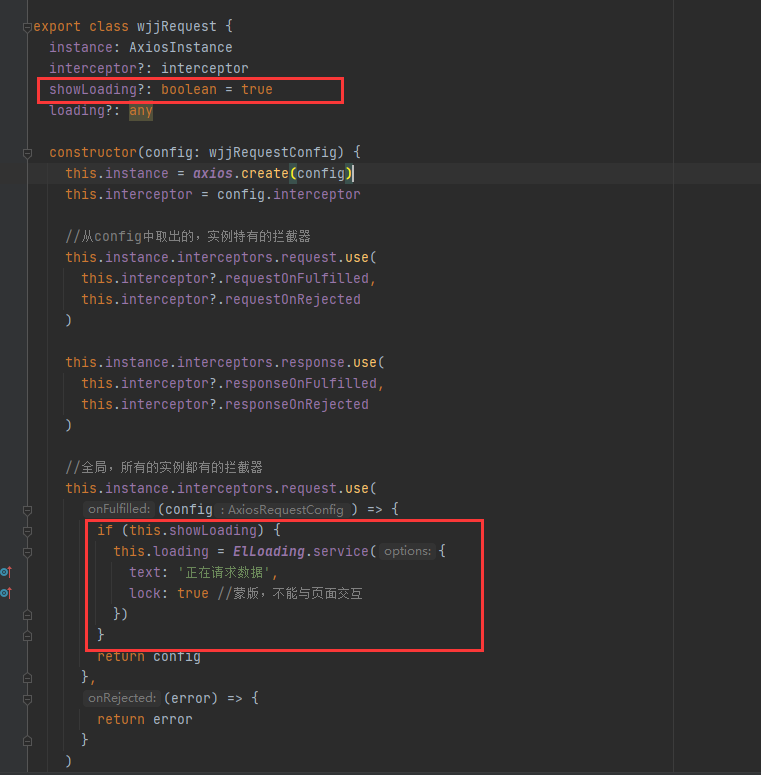 export class wjjRequest {
instance: AxiosInstance
interceptor?: interceptor
showLoading?: boolean = true
loading?: any
constructor(config: wjjRequestConfig) {
this.instance = axios.create(config)
this.interceptor = config.interceptor
//从config中取出的，实例特有的拦截器
this.instance.interceptors.request.use(
this.interceptor?.requestOnFulfilled,
this.interceptor?.requestOnRejected
)
this.instance.interceptors.response.use(
this.interceptor?.responseOnFulfilled,
this.interceptor?.responseOnRejected
)
//全局，所有的实例都有的拦截器
this.instance.interceptors.request.use(
onFulfilled: (config : AxiosRequestConfig ) => {
if (this.showLoading) {
this.loading = ElLoading.service( options: {
text: '正在请求数据',
lock: true //蒙版，不能与页面交互
})
}
return config
},
onRejected: (error) => {
return error
}
)